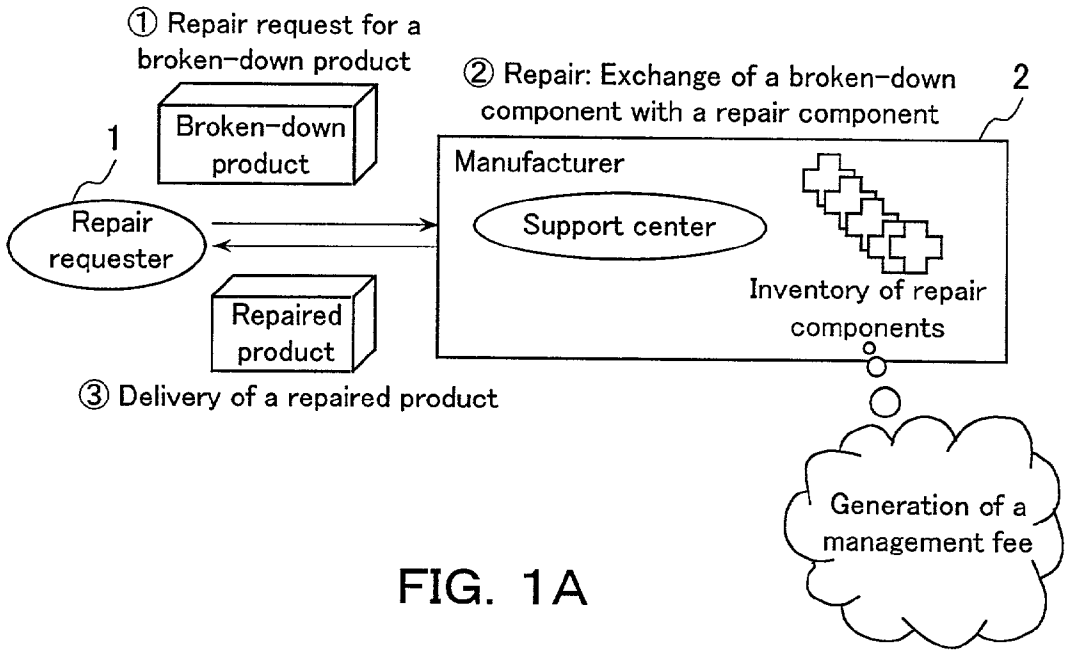 ① Repair request for a
broken-down product
② Repair: Exchange of a broken-down
component with a repair component
2
1
Broken-down
product
Manufacturer
Repair
requester
Support center
Inventory of repair
components
Repaired
product
③ Delivery of a repaired product
Generation of a
management fee
FIG. 1A